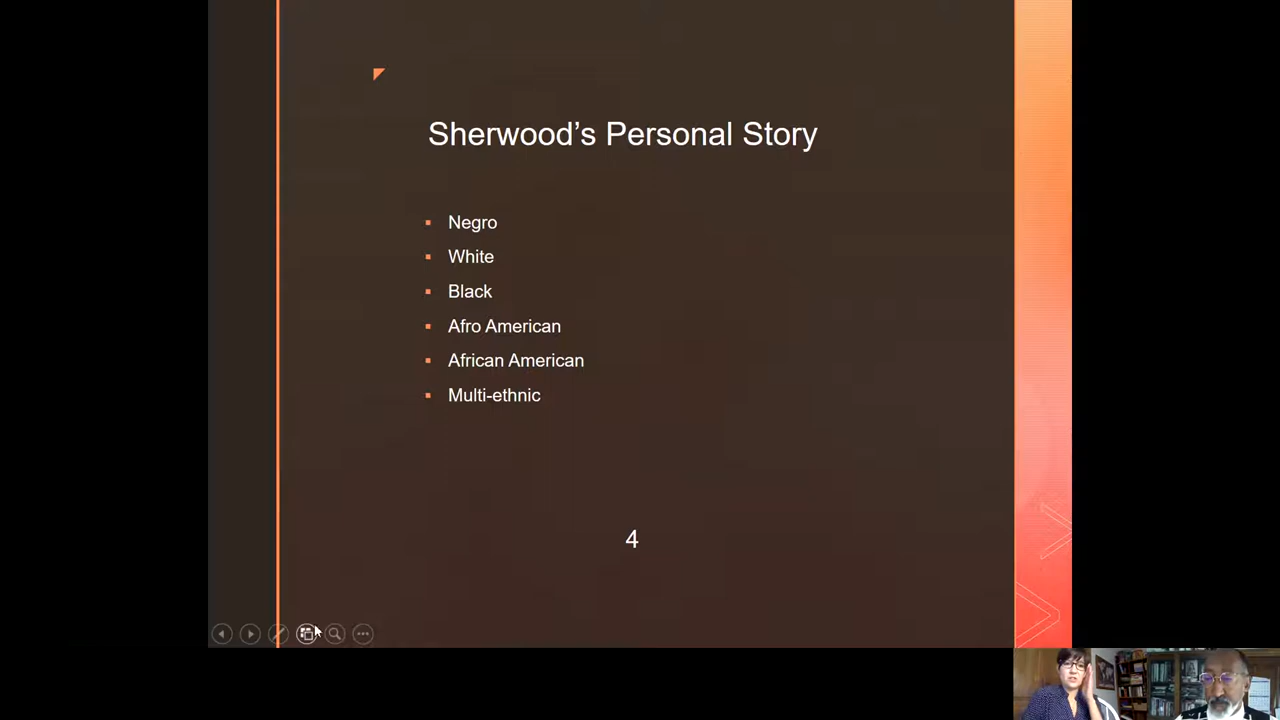 Sherwood’s Personal Story
Negro
White
Black
Afro American
African American
Multi-ethnic
4